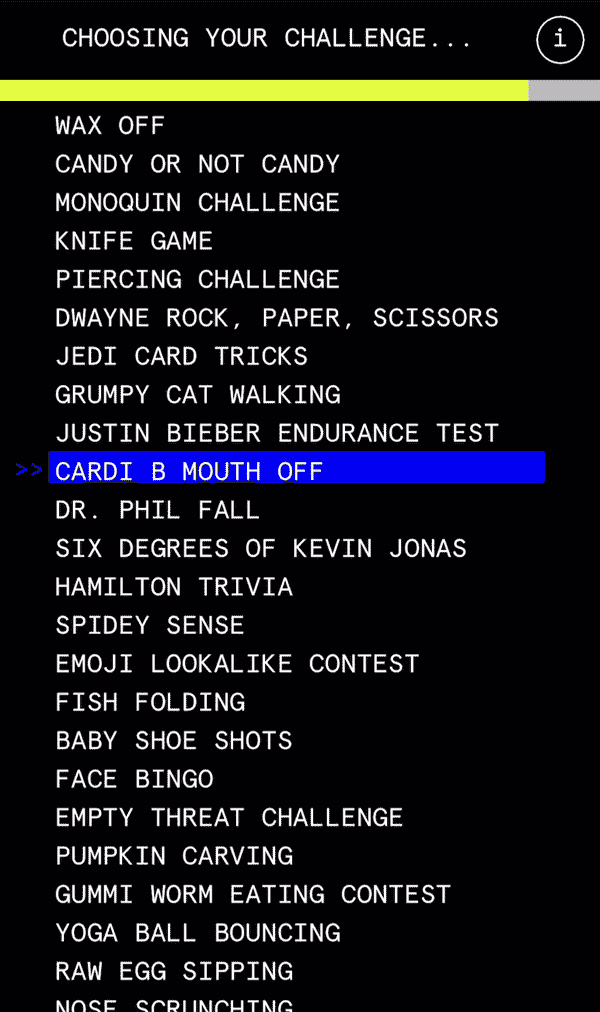 CHOOSING YOUR CHALLENGE...
i
WAX OFF
CANDY OR NOT CANDY
MONOQUIN CHALLENGE
KNIFE GAME
PIERCING CHALLENGE
DWAYNE ROCK, PAPER, SCISSORS
JEDI CARD TRICKS
GRUMPY CAT WALKING
JUSTIN BIEBER ENDURANCE TEST
>> CARDI B MOUTH OFF
DR. PHIL FALL
SIX DEGREES OF KEVIN JONAS
HAMILTON TRIVIA
SPIDEY SENSE
EMOJI LOOKALIKE CONTEST
FISH FOLDING
BABY SHOE SHOTS
FACE BINGO
EMPTY THREAT CHALLENGE
PUMPKIN CARVING
GUMMI WORM EATING CONTEST
YOGA BALL BOUNCING
RAW EGG SIPPING
NOSE SCRUNCHING